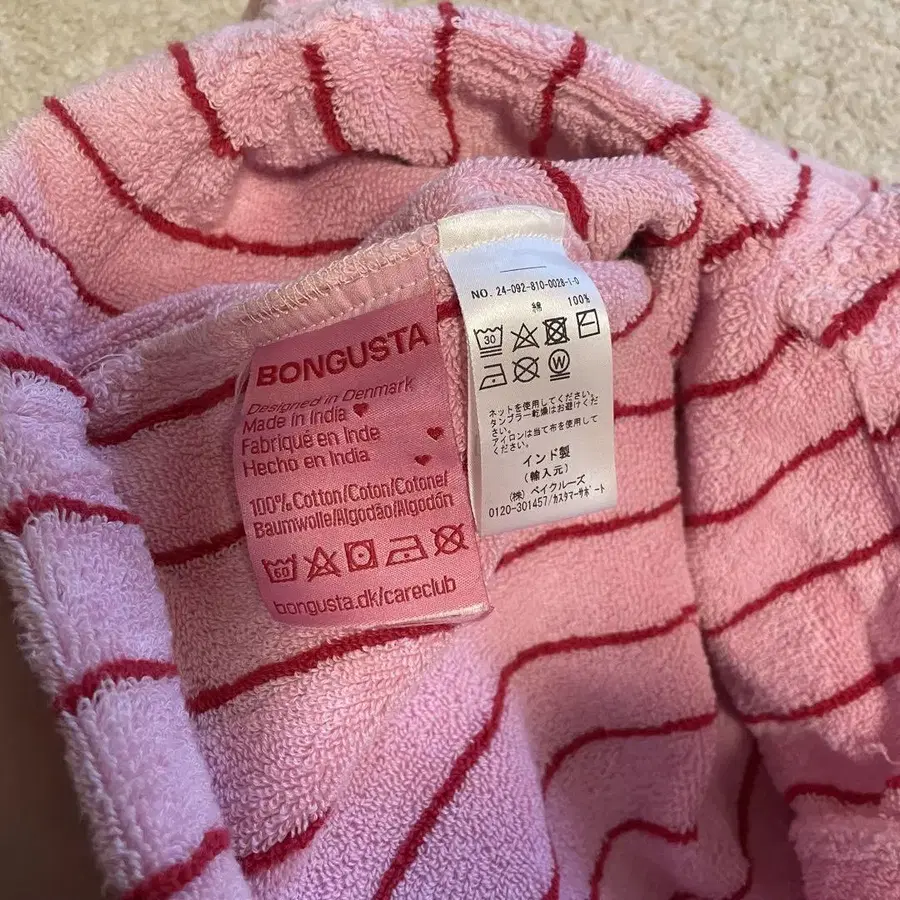 BONGUSTA
Designed in Denmark
Made in India
Fabriqué en Inde
Hecho en India
100% Cotton/Coton/Cotone/
Baumwolle/Algodão/Algodón
60
bongusta.dk/careclub
NO. 24-092-810-0028-1-0
綿 100%
30
W
ネットを使用してください。
タンブラー乾燥はお避けくだ
さい。
アイロンは当て布を使用して
ください。
インド製
(輸入元)
(株) ベイクルーズ
0120-301457/カスタマーサポート